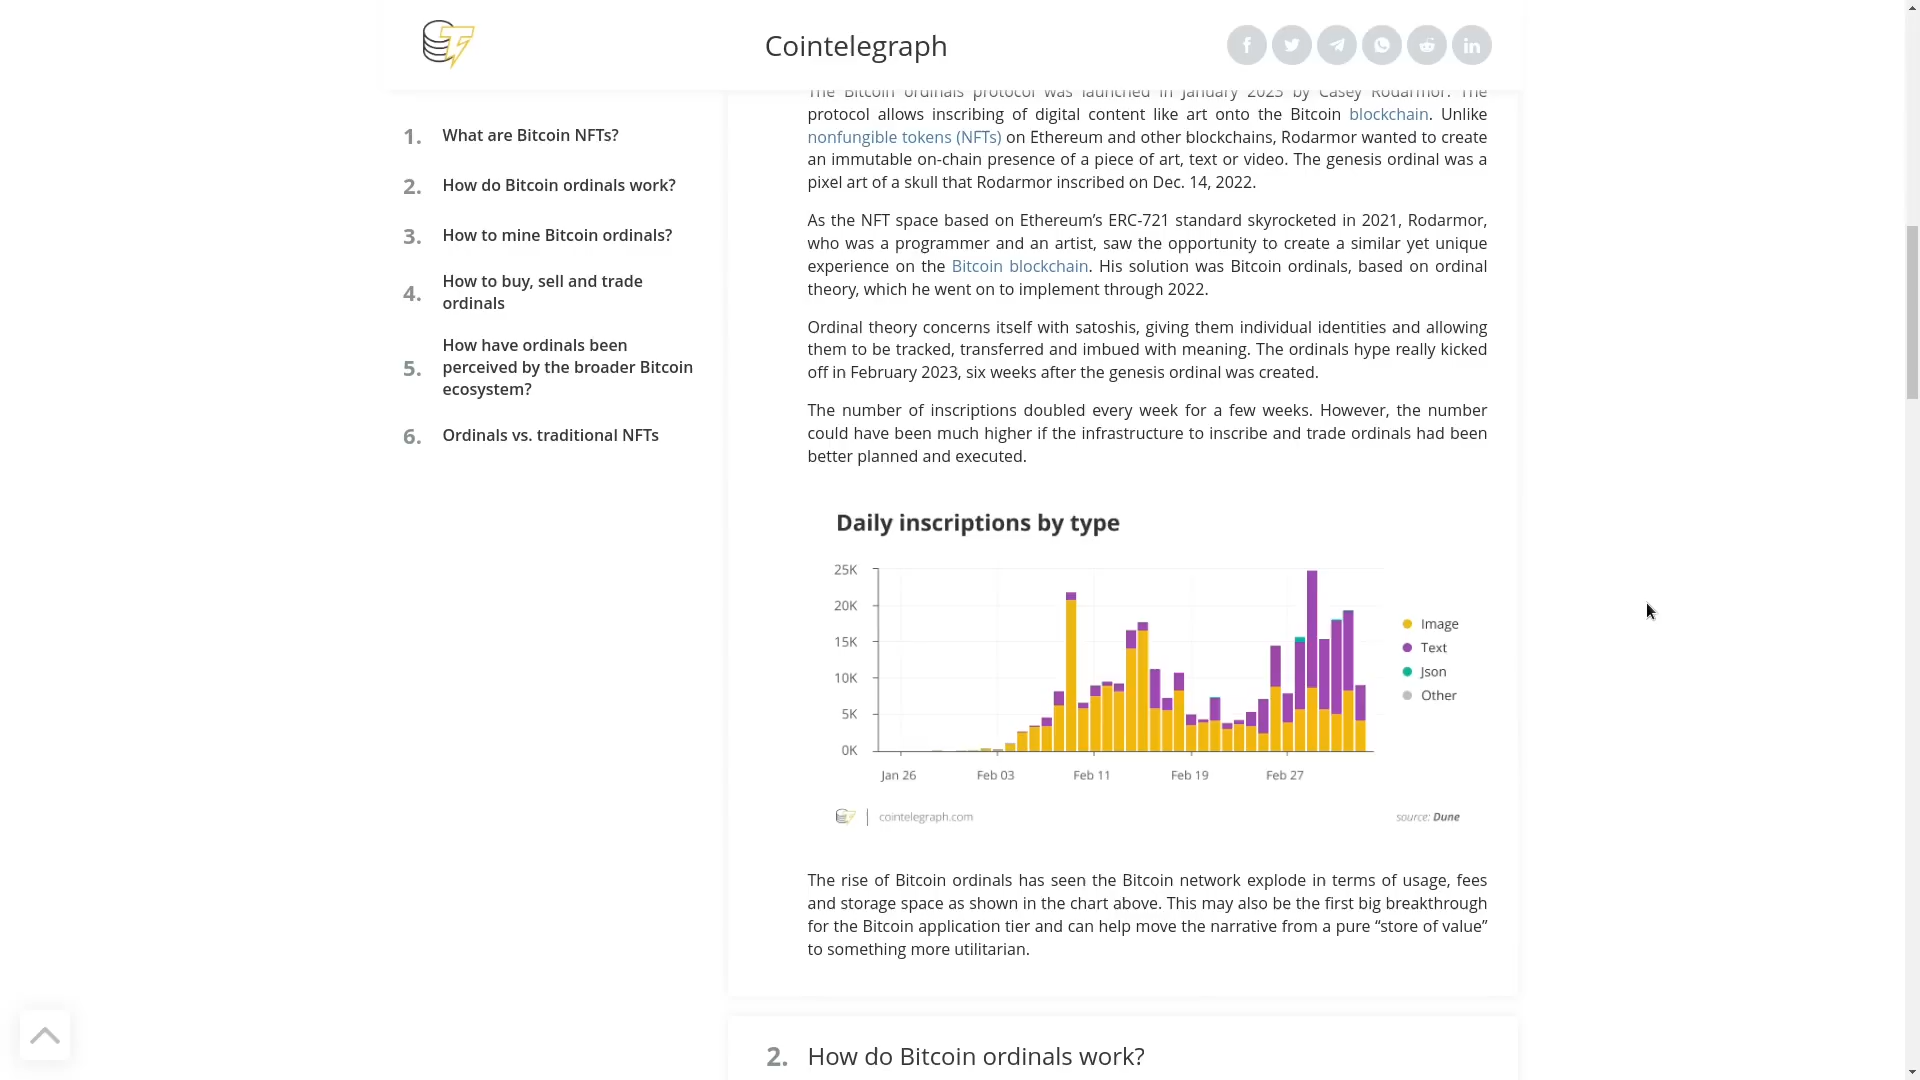 Cointelegraph
1. What are Bitcoin NFTs?
2. How do Bitcoin ordinals work?
3. How to mine Bitcoin ordinals?
4. How to buy, sell and trade
ordinals
5. How have ordinals been
perceived by the broader Bitcoin
ecosystem?
6. Ordinals vs. traditional NFTs
The Bitcoin ordinals protocol was launched in January 2023 by Casey Rodarmor. The
protocol allows inscribing of digital content like art onto the Bitcoin blockchain. Unlike
nonfungible tokens (NFTs) on Ethereum and other blockchains, Rodarmor wanted to create
an immutable on-chain presence of a piece of art, text or video. The genesis ordinal was a
pixel art of a skull that Rodarmor inscribed on Dec. 14, 2022.
As the NFT space based on Ethereum’s ERC-721 standard skyrocketed in 2021, Rodarmor,
who was a programmer and an artist, saw the opportunity to create a similar yet unique
experience on the Bitcoin blockchain. His solution was Bitcoin ordinals, based on ordinal
theory, which he went on to implement through 2022.
Ordinal theory concerns itself with satoshis, giving them individual identities and allowing
them to be tracked, transferred and imbued with meaning. The ordinals hype really kicked
off in February 2023, six weeks after the genesis ordinal was created.
The number of inscriptions doubled every week for a few weeks. However, the number
could have been much higher if the infrastructure to inscribe and trade ordinals had been
better planned and executed.
Daily inscriptions by type
25K
20K
15K
10K
5K
0K
Jan 26 Feb 03 Feb 11 Feb 19 Feb 27
Image
Text
Json
Other
cointelegraph.com source: Dune
The rise of Bitcoin ordinals has seen the Bitcoin network explode in terms of usage, fees
and storage space as shown in the chart above. This may also be the first big breakthrough
for the Bitcoin application tier and can help move the narrative from a pure “store of value”
to something more utilitarian.
2. How do Bitcoin ordinals work?